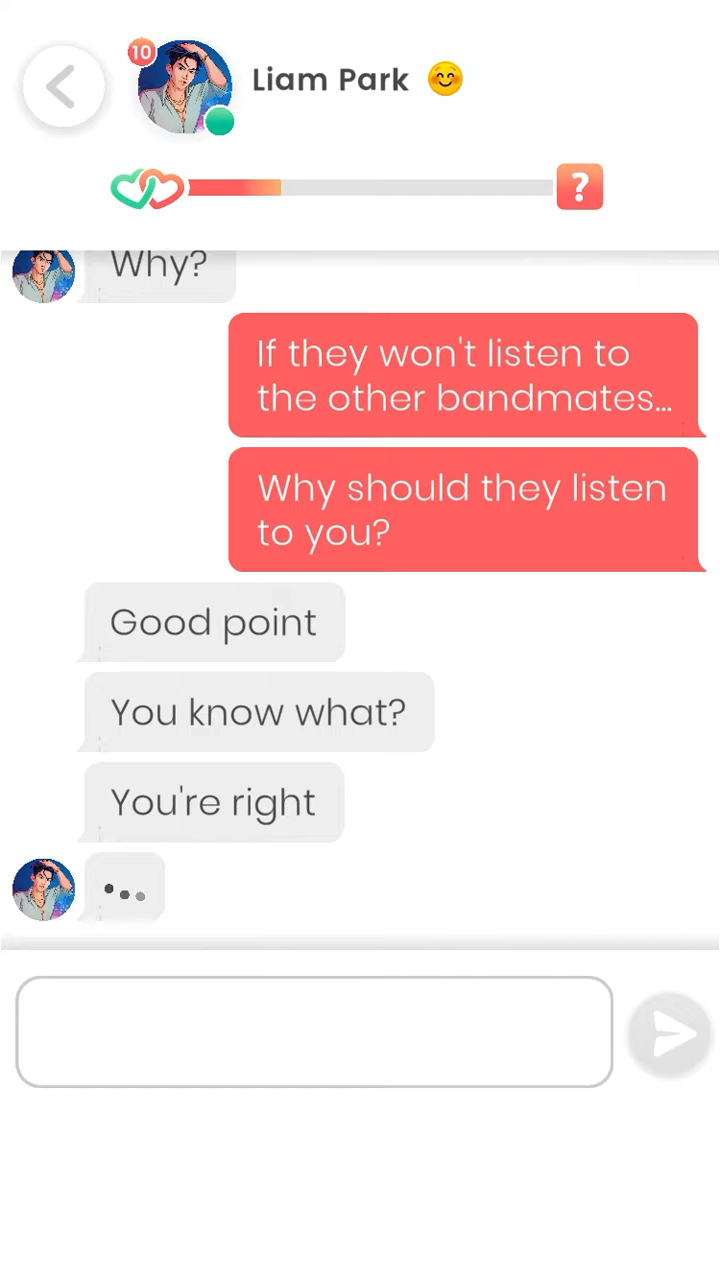 10
Liam Park 😊
?
Why?
If they won't listen to
the other bandmates...
Why should they listen
to you?
Good point
You know what?
You're right